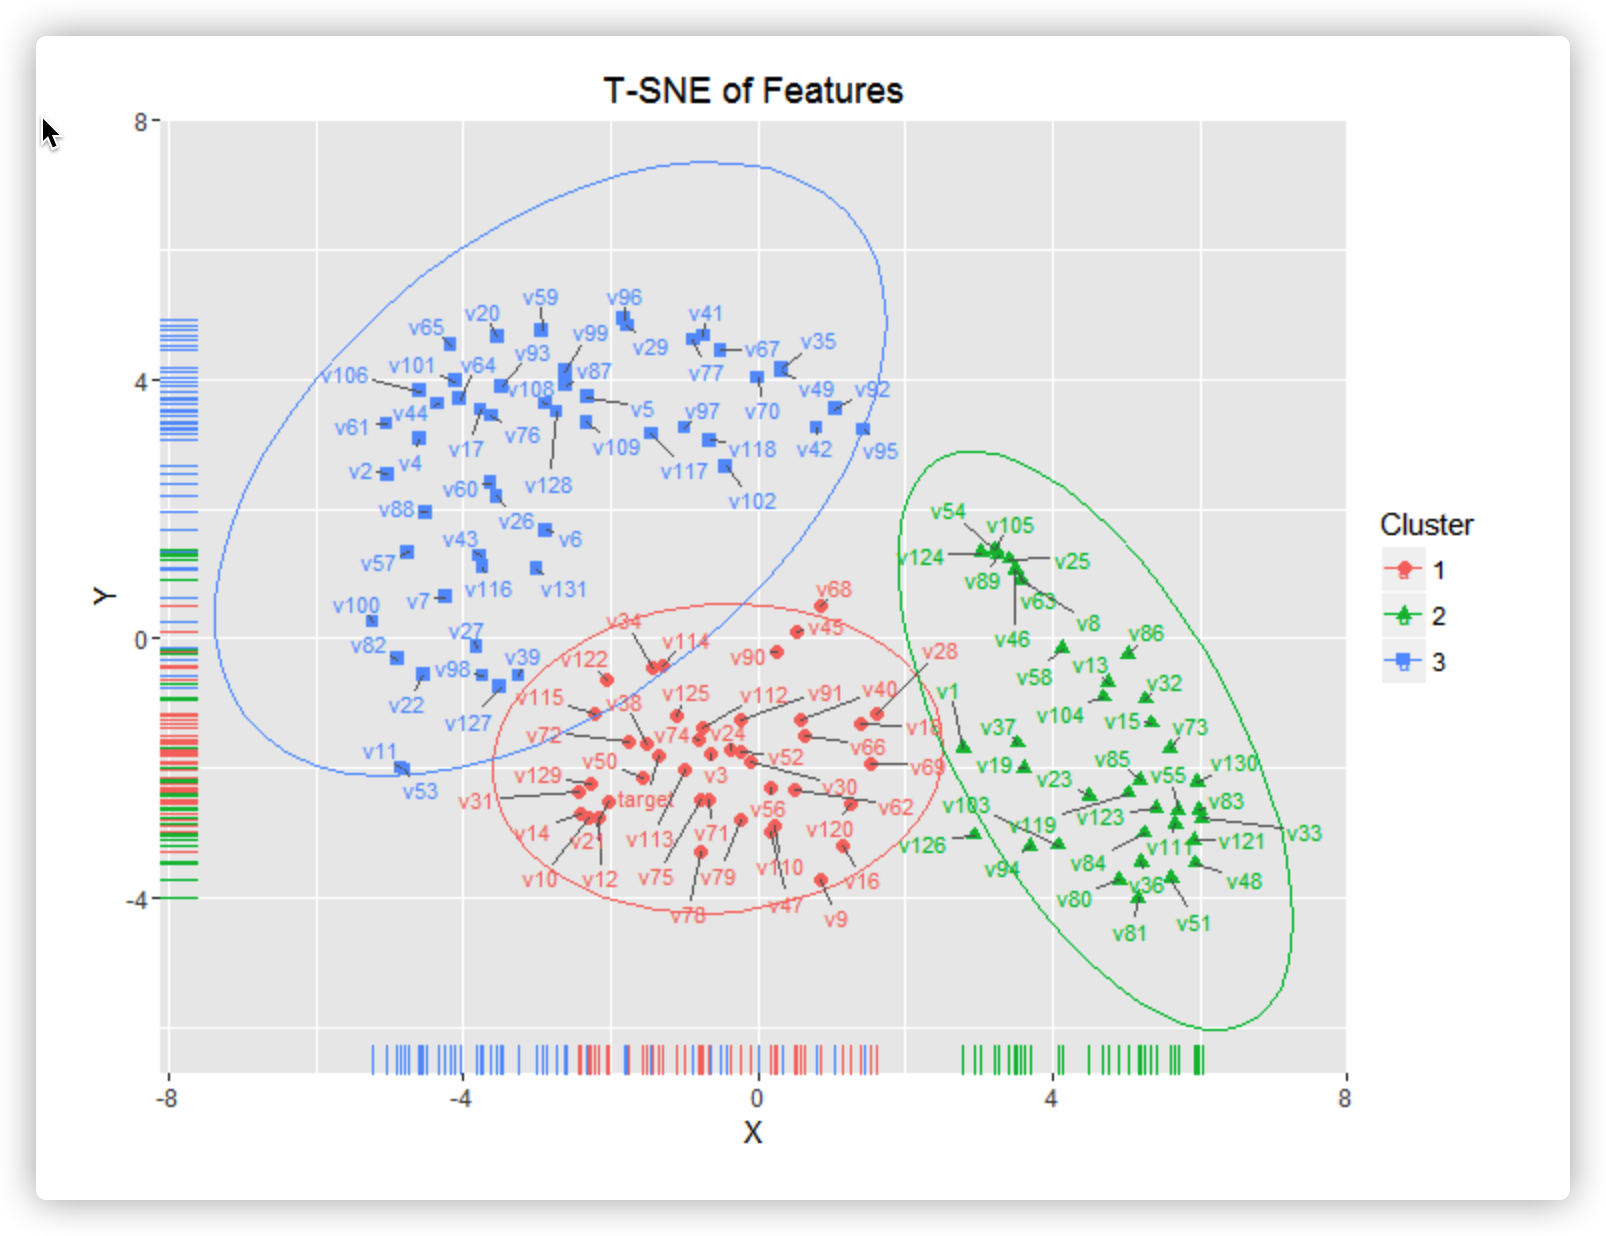 T-SNE of Features
8
4
0
-4
Y
v59
v96
v20
v41
v65
v99
v35
v29
v67
v93
v101
v64
v87
v77
v106
v108
v49
v92
v44
v5
v97
v70
v61
v76
v17
v109
v118
v42
v95
v4
v2
v117
v60
v128
v102
v88
v26
v54
v105
v43
v6
v124
v25
v57
v89
v116
v131
v68
v63
v7
v100
v8
v34
v45
v27
v46
v86
v82
v114
v90
v28
v39
v122
v98
v13
v58
v32
v125
v112
v91
v40
v1
v115
v38
v22
v104
v127
v15
v73
v18
v37
v72
v74
v24
v11
v66
v50
v52
v85
v130
v19
v69
v129
v3
v55
v23
v53
v30
v31
target
v103
v83
v62
v56
v123
v119
v120
v14
v71
v33
v113
v21
v121
v126
v111
v84
v110
v94
v10
v12
v75
v79
v16
v36
v48
v80
v47
v78
v9
v51
v81
-8
-4
0
4
8
X
Cluster
1
2
3